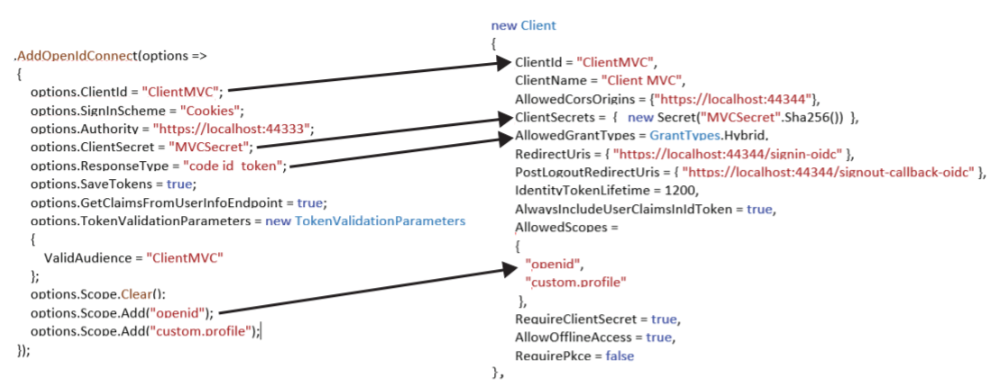 .AddOpenIdConnect(options =>
{
options.ClientId = "ClientMVC";
options.SignInScheme = "Cookies";
options.Authority = "https://localhost:44333";
options.ClientSecret = "MVCSecret";
options.ResponseType = "code id_token";
options.SaveTokens = true;
options.GetClaimsFromUserInfoEndpoint = true;
options.TokenValidationParameters = new TokenValidationParameters
{
ValidAudience = "ClientMVC"
};
options.Scope.Clear();
options.Scope.Add("openid");
options.Scope.Add("custom.profile");
});
new Client
{
ClientId = "ClientMVC",
ClientName = "Client MVC",
AllowedCorsOrigins = {"https://localhost:44344"},
ClientSecrets = { new Secret("MVCSecret".Sha256()) },
AllowedGrantTypes = GrantTypes.Hybrid,
RedirectUris = { "https://localhost:44344/signin-oidc" },
PostLogoutRedirectUris = { "https://localhost:44344/signout-callback-oidc" },
IdentityTokenLifetime = 1200,
AlwaysIncludeUserClaimsInIdToken = true,
AllowedScopes =
{
"openid",
"custom.profile"
},
RequireClientSecret = true,
AllowOfflineAccess = true,
RequirePkce = false
},